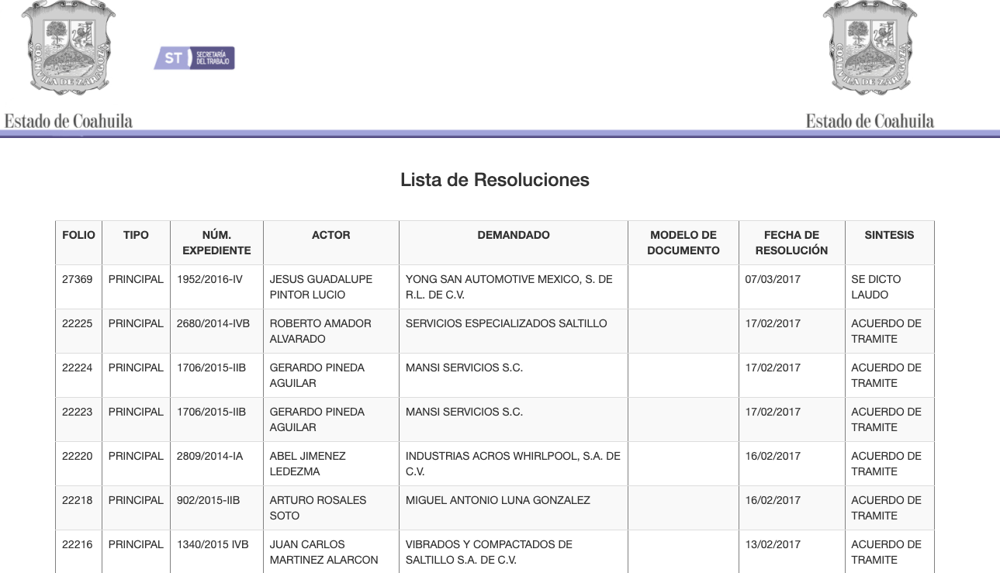 COAHVILA DE ZARAGOZA
ST SECRETARÍA
DEL TRABAJO
COAHVILA DE ZARAGOZA
Estado de Coahuila
Estado de Coahuila
Lista de Resoluciones
FOLIO TIPO NÚM. EXPEDIENTE ACTOR DEMANDADO MODELO DE DOCUMENTO FECHA DE RESOLUCIÓN SINTESIS
27369 PRINCIPAL 1952/2016-IV JESUS GUADALUPE PINTOR LUCIO YONG SAN AUTOMOTIVE MEXICO, S. DE R.L. DE C.V. 07/03/2017 SE DICTO LAUDO
22225 PRINCIPAL 2680/2014-IVB ROBERTO AMADOR ALVARADO SERVICIOS ESPECIALIZADOS SALTILLO 17/02/2017 ACUERDO DE TRAMITE
22224 PRINCIPAL 1706/2015-IIB GERARDO PINEDA AGUILAR MANSI SERVICIOS S.C. 17/02/2017 ACUERDO DE TRAMITE
22223 PRINCIPAL 1706/2015-IIB GERARDO PINEDA AGUILAR MANSI SERVICIOS S.C. 17/02/2017 ACUERDO DE TRAMITE
22220 PRINCIPAL 2809/2014-IA ABEL JIMENEZ LEDEZMA INDUSTRIAS ACROS WHIRLPOOL, S.A. DE C.V. 16/02/2017 ACUERDO DE TRAMITE
22218 PRINCIPAL 902/2015-IIB ARTURO ROSALES SOTO MIGUEL ANTONIO LUNA GONZALEZ 16/02/2017 ACUERDO DE TRAMITE
22216 PRINCIPAL 1340/2015 IVB JUAN CARLOS MARTINEZ ALARCON VIBRADOS Y COMPACTADOS DE SALTILLO S.A. DE C.V. 13/02/2017 ACUERDO DE TRAMITE